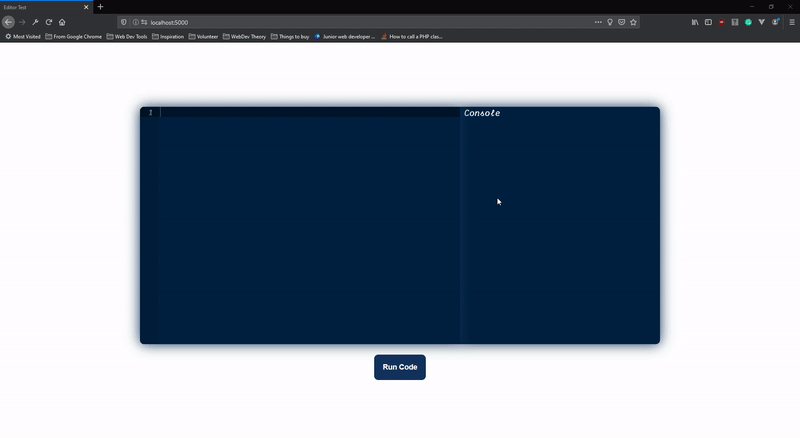 Editor Test
localhost:5000
Most Visited
From Google Chrome
Web Dev Tools
Inspiration
Volunteer
WebDev Theory
Things to buy
Junior web developer ...
How to call a PHP clas...
1
Console
Run Code